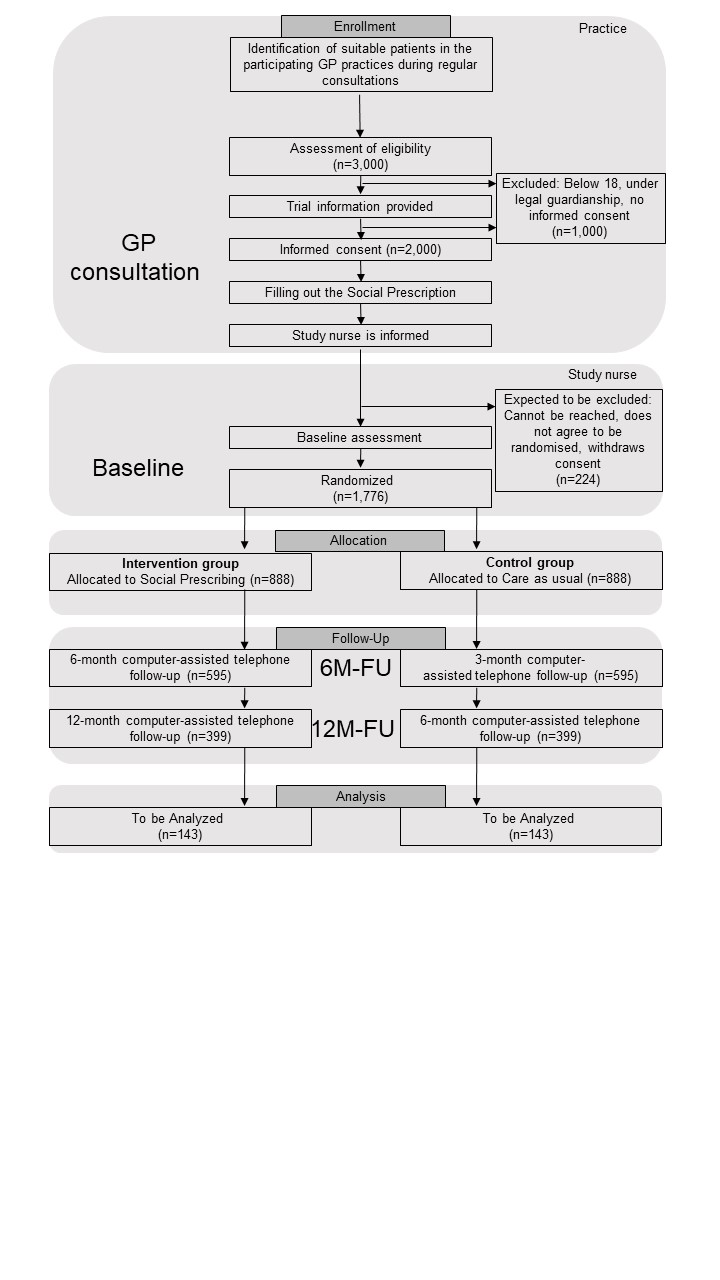 Enrollment
Practice
Identification of suitable patients in the
participating GP practices during regular
consultations
Assessment of eligibility
(n=3,000)
Excluded: Below 18, under
legal guardianship, no
informed consent
(n=1,000)
Trial information provided
GP
consultation
Informed consent (n=2,000)
Filling out the Social Prescription
Study nurse is informed
Study nurse
Expected to be excluded:
Cannot be reached, does
not agree to be
randomised, withdraws
consent
(n=224)
Baseline assessment
Baseline
Randomized
(n=1,776)
Allocation
Intervention group
Allocated to Social Prescribing (n=888)
Control group
Allocated to Care as usual (n=888)
Follow-Up
6-month computer-assisted telephone
follow-up (n=595)
6M-FU
3-month computer-
assisted telephone follow-up (n=595)
12-month computer-assisted telephone
follow-up (n=399)
12M-FU
6-month computer-assisted telephone
follow-up (n=399)
Analysis
To be Analyzed
(n=143)
To be Analyzed
(n=143)